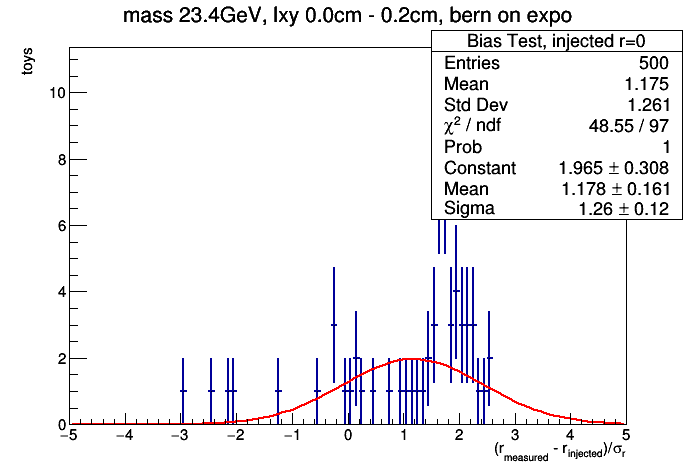 mass 23.4GeV, lxy 0.0cm - 0.2cm, bern on expo
Bias Test, injected r=0
Entries 500
Mean 1.175
Std Dev 1.261
χ² / ndf 48.55 / 97
Prob 1
Constant 1.965 ± 0.308
Mean 1.178 ± 0.161
Sigma 1.26 ± 0.12
toys
10
8
6
4
2
0
−5 −4 −3 −2 −1 0 1 2 3 4 5
(r_measured - r_injected)/σ_r